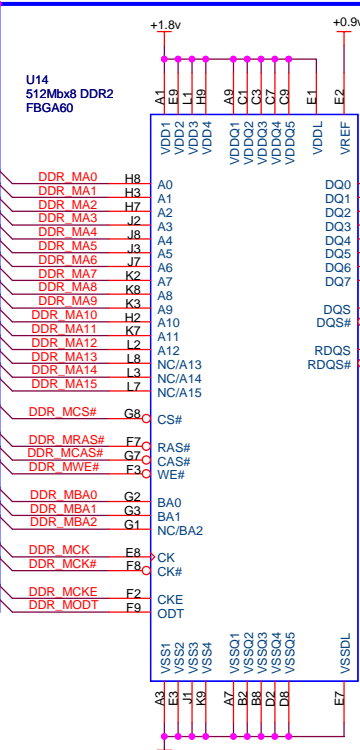 +1.8v +0.9v
U14
512Mbx8 DDR2
FBGA60
A1 E9 L1 H9 A9 C1 C3 C7 C9 E1 E2
VDD1 VDD2 VDD3 VDD4 VDDQ1 VDDQ2 VDDQ3 VDDQ4 VDDQ5 VDDL VREF
DDR_MA0 H8 A0 DQ0
DDR_MA1 H3 A1 DQ1
DDR_MA2 H7 A2 DQ2
DDR_MA3 J2 A3 DQ3
DDR_MA4 J8 A4 DQ4
DDR_MA5 J3 A5 DQ5
DDR_MA6 J7 A6 DQ6
DDR_MA7 K2 A7 DQ7
DDR_MA8 K8 A8
DDR_MA9 K3 A9 DQS
DDR_MA10 H2 A10 DQS#
DDR_MA11 K7 A11
DDR_MA12 L2 A12 RDQS
DDR_MA13 L8 NC/A13 RDQS#
DDR_MA14 L3 NC/A14
DDR_MA15 L7 NC/A15
DDR_MCS# G8 CS#
DDR_MRAS# F7 RAS#
DDR_MCAS# G7 CAS#
DDR_MWE# F3 WE#
DDR_MBA0 G2 BA0
DDR_MBA1 G3 BA1
DDR_MBA2 G1 NC/BA2
DDR_MCK E8 CK
DDR_MCK# F8 CK#
DDR_MCKE F2 CKE
DDR_MODT F9 ODT
VSS1 VSS2 VSS3 VSS4 VSSQ1 VSSQ2 VSSQ3 VSSQ4 VSSQ5 VSSDL
A3 E3 J1 K9 A7 B2 B8 D2 D8 E7